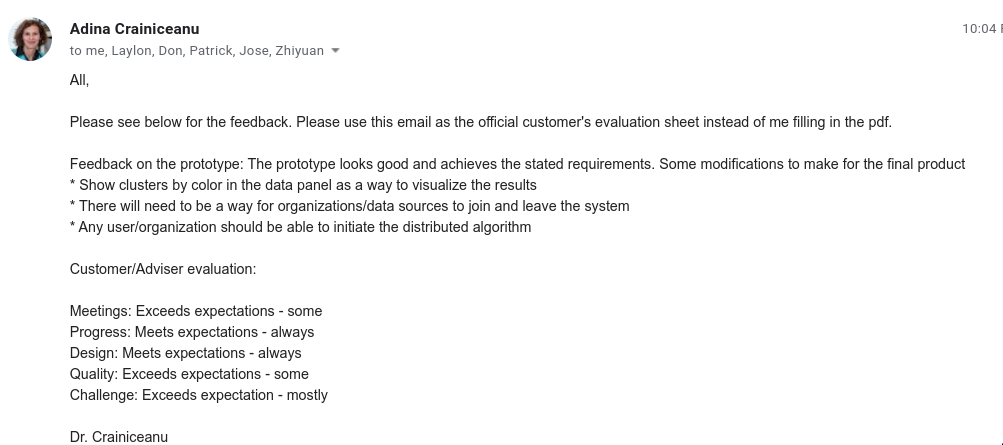 Adina Crainiceanu
10:04
to me, Laylon, Don, Patrick, Jose, Zhiyuan
All,
Please see below for the feedback. Please use this email as the official customer's evaluation sheet instead of me filling in the pdf.
Feedback on the prototype: The prototype looks good and achieves the stated requirements. Some modifications to make for the final product
* Show clusters by color in the data panel as a way to visualize the results
* There will need to be a way for organizations/data sources to join and leave the system
* Any user/organization should be able to initiate the distributed algorithm
Customer/Adviser evaluation:
Meetings: Exceeds expectations - some
Progress: Meets expectations - always
Design: Meets expectations - always
Quality: Exceeds expectations - some
Challenge: Exceeds expectation - mostly
Dr. Crainiceanu